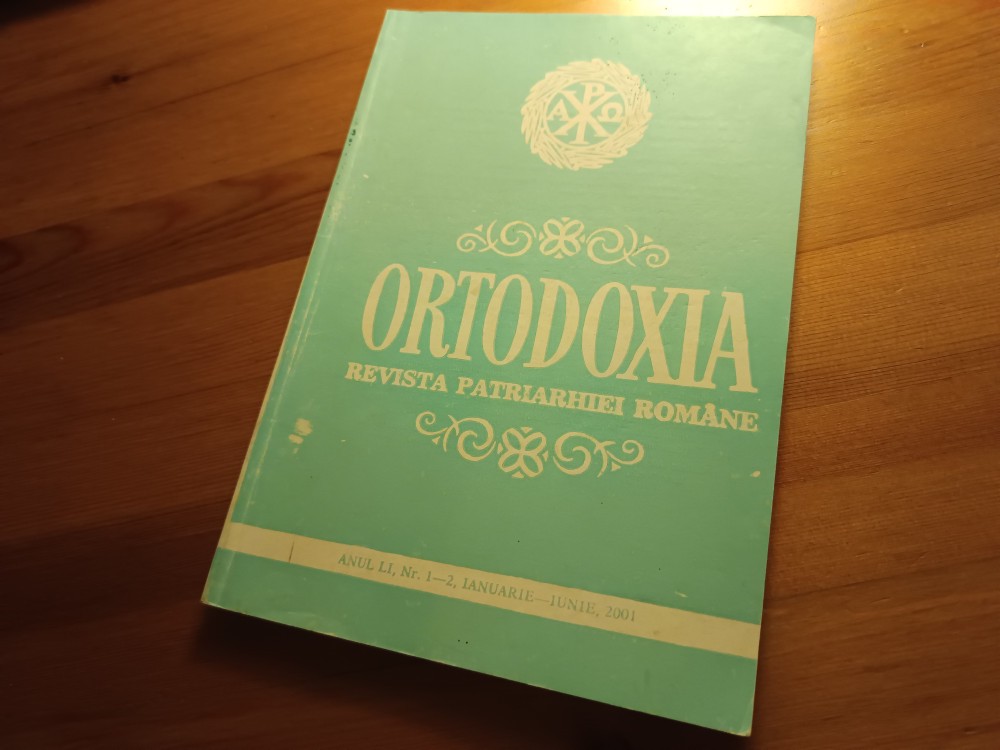 Α Ρ Ω
ORTODOXIA
REVISTA PATRIARHIEI ROMÂNE
ANUL LI, Nr. 1—2, IANUARIE—IUNIE, 2001